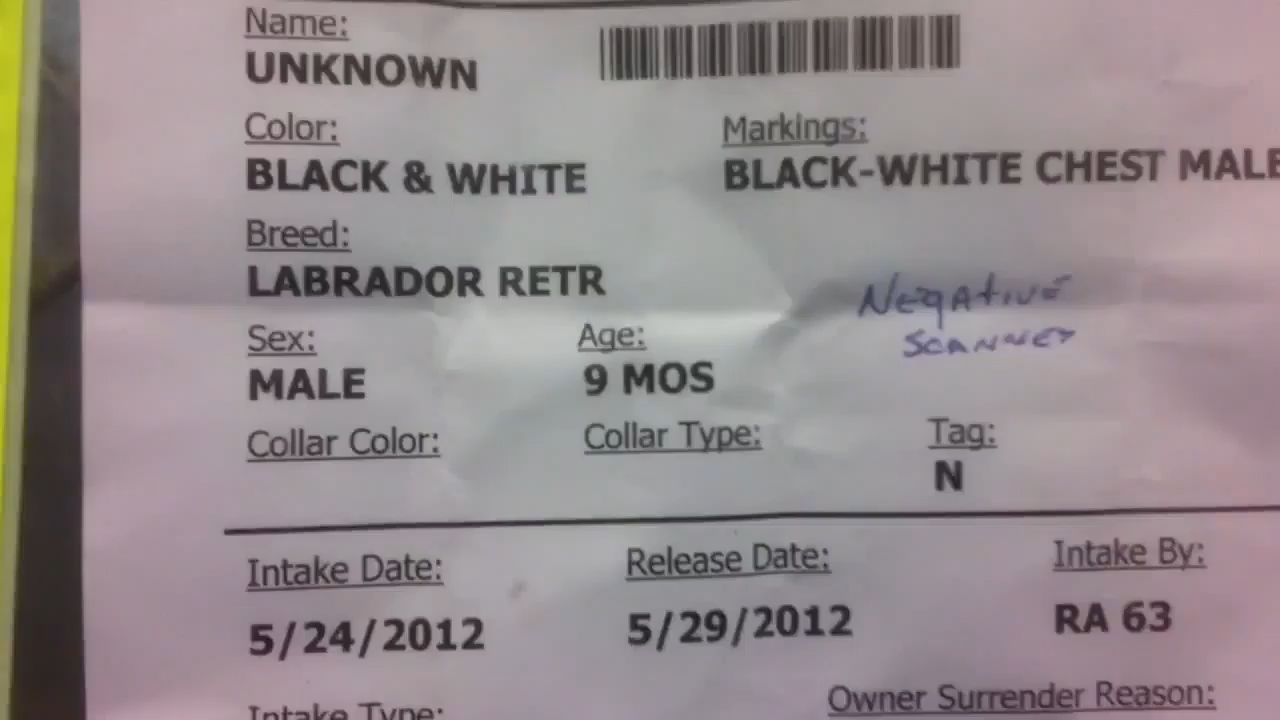 Name:
UNKNOWN
Color:
Markings:
BLACK & WHITE
BLACK-WHITE CHEST MALE
Breed:
LABRADOR RETR
Negative
Scanner
Sex:
Age:
MALE
9 MOS
Collar Color:
Collar Type:
Tag:
N
Intake Date:
Release Date:
Intake By:
5/24/2012
5/29/2012
RA 63
Intake Type:
Owner Surrender Reason: